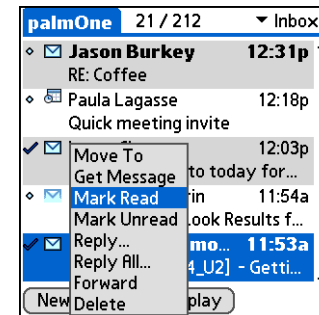 palmOne 21 / 212 Inbox
Jason Burkey 12:31p
RE: Coffee
Paula Lagasse 12:18p
Quick meeting invite
12:03p
to today for...
rin 11:54a
Look Results f...
mo... 11:53a
4_U2] - Getti...
Move To
Get Message
Mark Read
Mark Unread
Reply...
Reply All...
Forward
Delete
New
play